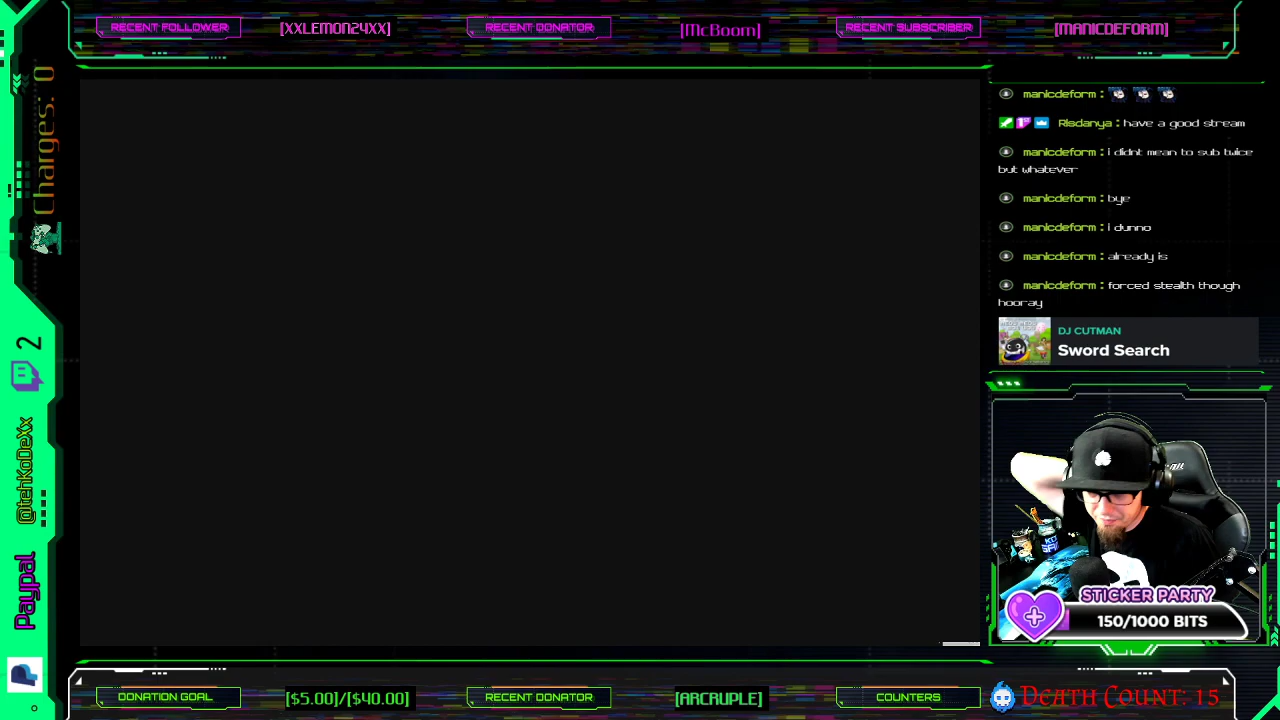 RECENT FOLLOWER
[XXLEMON24XX]
RECENT DONATOR
[McBoom]
RECENT SUBSCRIBER
[MANICDEFORM]
Charges: 0
2
@tehKoDeXx
Paypal
manicdeform :
Risdanya : have a good stream
manicdeform : i didnt mean to sub twice
but whatever
manicdeform : bye
manicdeform : i dunno
manicdeform : already is
manicdeform : forced stealth though
hooray
DJ CUTMAN
Sword Search
STICKER PARTY
150/1000 BITS
DONATION GOAL
[$5.00]/[$40.00]
RECENT DONATOR
[ARCRUPLE]
COUNTERS
Death Count: 15